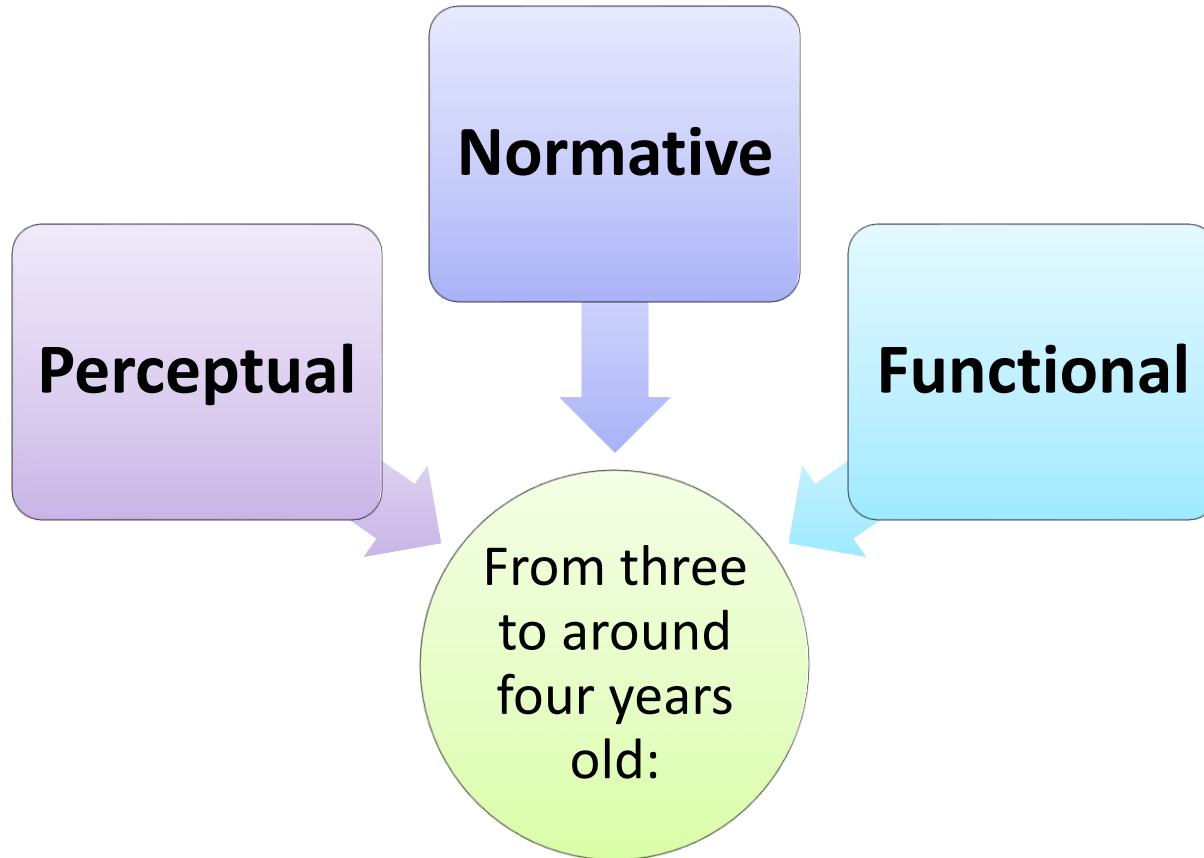 Normative
Perceptual
Functional
From three
to around
four years
old: